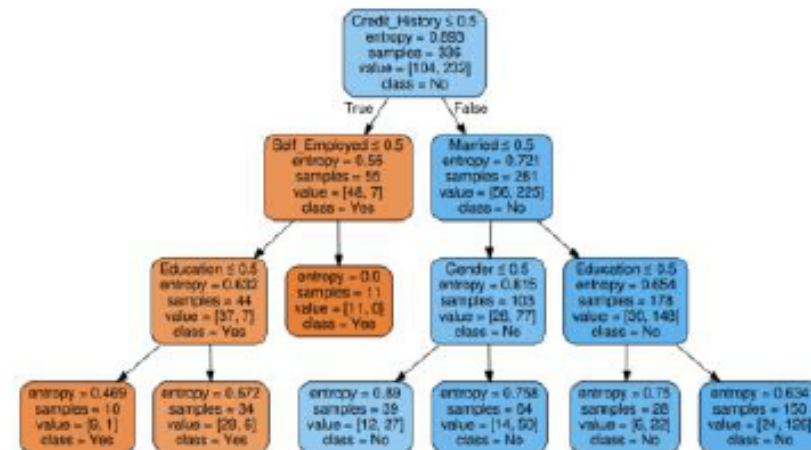 Credit_History ≤ 0.5
entropy = 0.893
samples = 336
value = [104, 232]
class = No
True
False
Self_Employed ≤ 0.5
entropy = 0.55
samples = 55
value = [48, 7]
class = Yes
Married ≤ 0.5
entropy = 0.721
samples = 281
value = [56, 225]
class = No
Education ≤ 0.5
entropy = 0.632
samples = 44
value = [37, 7]
class = Yes
entropy = 0.0
samples = 11
value = [11, 0]
class = Yes
Gender ≤ 0.5
entropy = 0.815
samples = 103
value = [26, 77]
class = No
Education ≤ 0.5
entropy = 0.654
samples = 178
value = [30, 148]
class = No
entropy = 0.469
samples = 10
value = [9, 1]
class = Yes
entropy = 0.672
samples = 34
value = [28, 6]
class = Yes
entropy = 0.89
samples = 39
value = [12, 27]
class = No
entropy = 0.758
samples = 64
value = [14, 50]
class = No
entropy = 0.75
samples = 28
value = [6, 22]
class = No
entropy = 0.634
samples = 150
value = [24, 126]
class = No